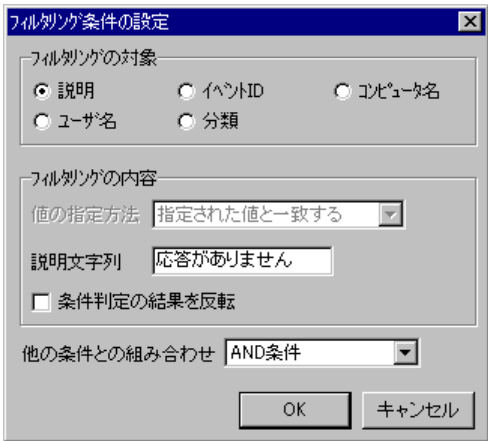 フィルタリング条件の設定
フィルタリングの対象
説明 イベントID コンピュータ名
ユーザ名 分類
フィルタリングの内容
値の指定方法 指定された値と一致する
説明文字列 応答がありません
条件判定の結果を反転
他の条件との組み合わせ AND条件
OK キャンセル